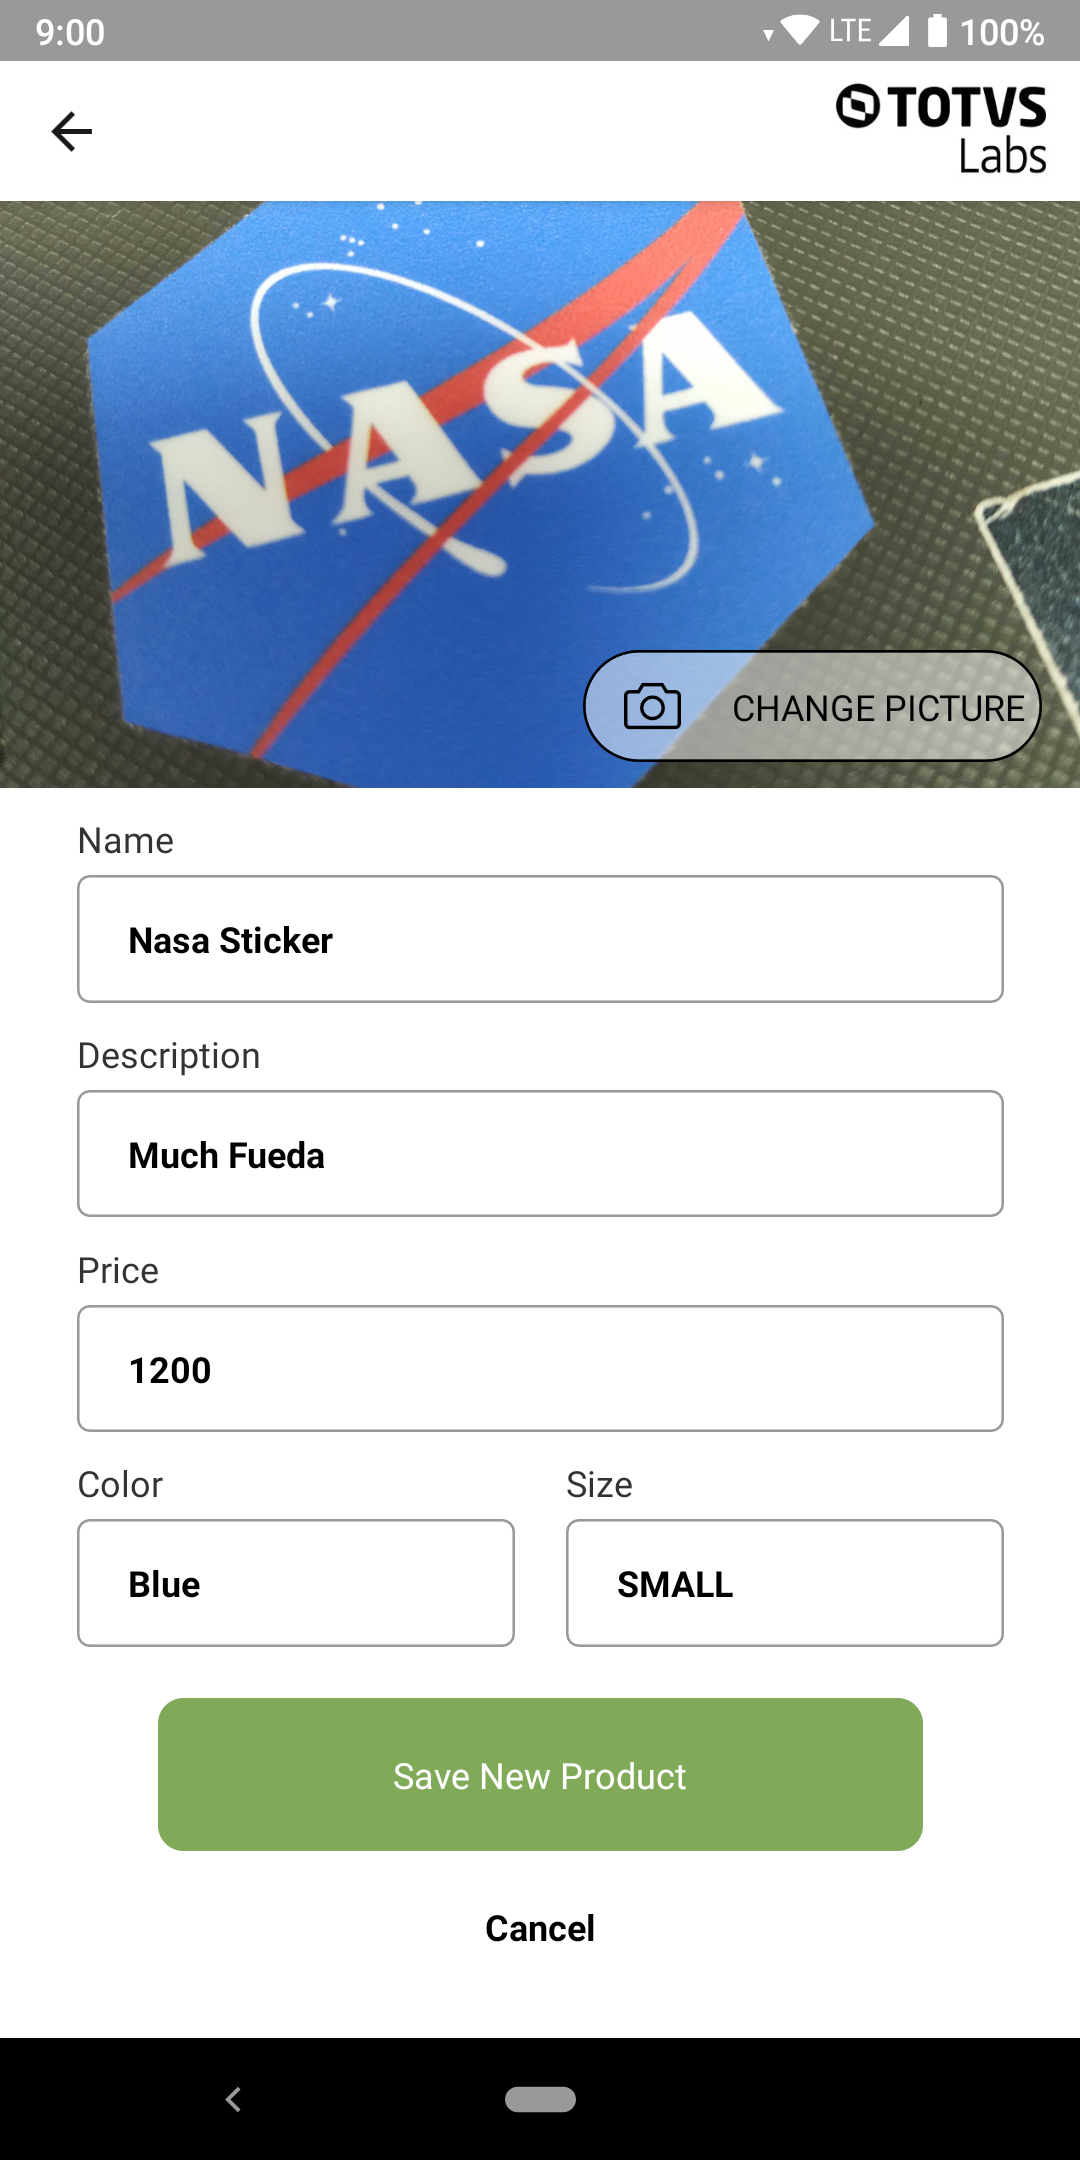 9:00
LTE 100%
TOTVS
Labs
NASA
CHANGE PICTURE
Name
Nasa Sticker
Description
Much Fueda
Price
1200
Color
Size
Blue
SMALL
Save New Product
Cancel